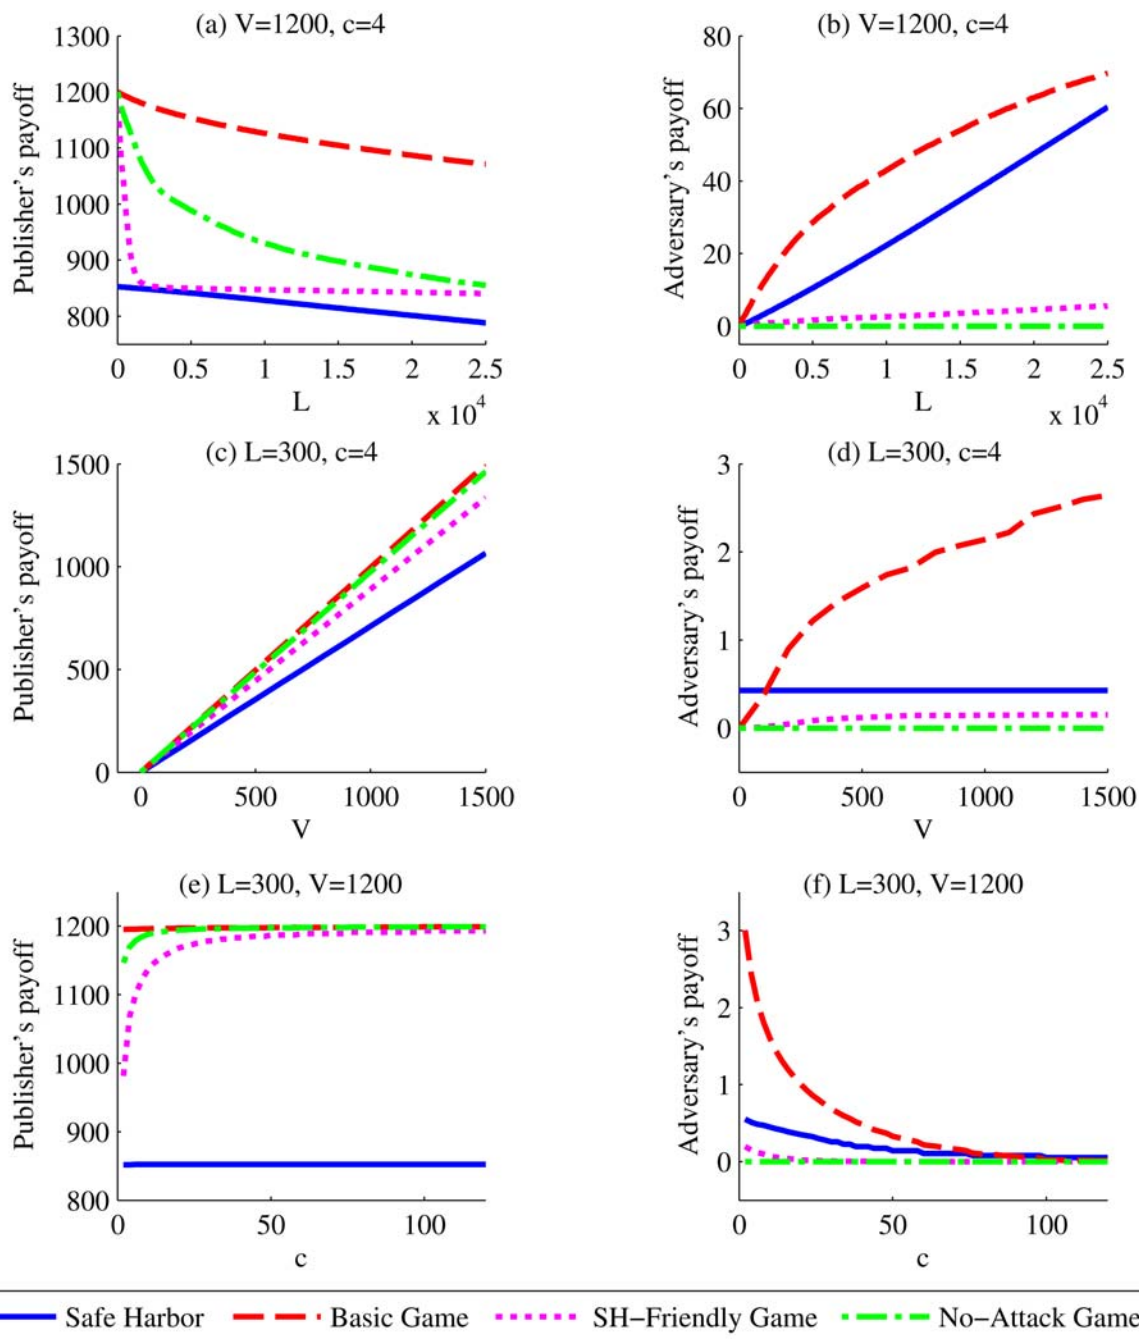 (a) V=1200, c=4
Publisher's payoff
1300
1200
1100
1000
900
800
0 0.5 1 1.5 2 2.5
L
x 10^4
(b) V=1200, c=4
Adversary's payoff
80
60
40
20
0
0 0.5 1 1.5 2 2.5
L
x 10^4
(c) L=300, c=4
Publisher's payoff
1500
1000
500
0
0 500 1000 1500
V
(d) L=300, c=4
Adversary's payoff
3
2
1
0
0 500 1000 1500
V
(e) L=300, V=1200
Publisher's payoff
1200
1100
1000
900
800
0 50 100
c
(f) L=300, V=1200
Adversary's payoff
3
2
1
0
0 50 100
c
Safe Harbor Basic Game SH−Friendly Game No−Attack Game